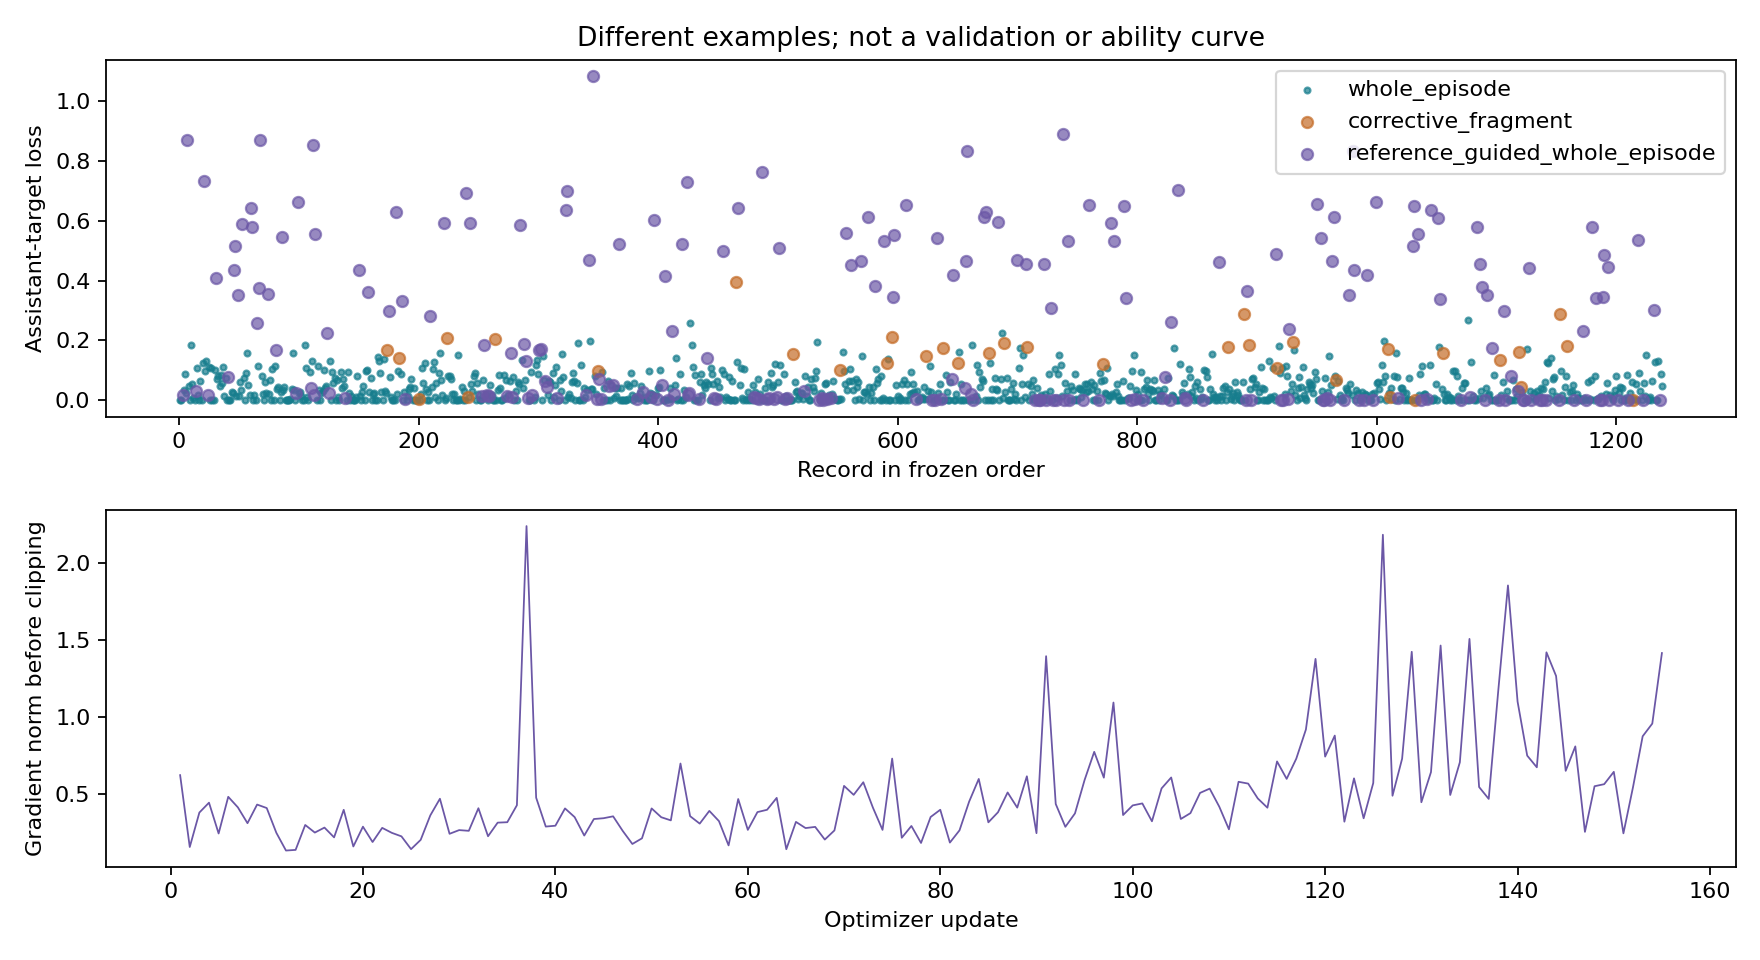 Different examples; not a validation or ability curve
Assistant-target loss
1.0
0.8
0.6
0.4
0.2
0.0
whole_episode
corrective_fragment
reference_guided_whole_episode
0 200 400 600 800 1000 1200
Record in frozen order
Gradient norm before clipping
2.0
1.5
1.0
0.5
0 20 40 60 80 100 120 140 160
Optimizer update